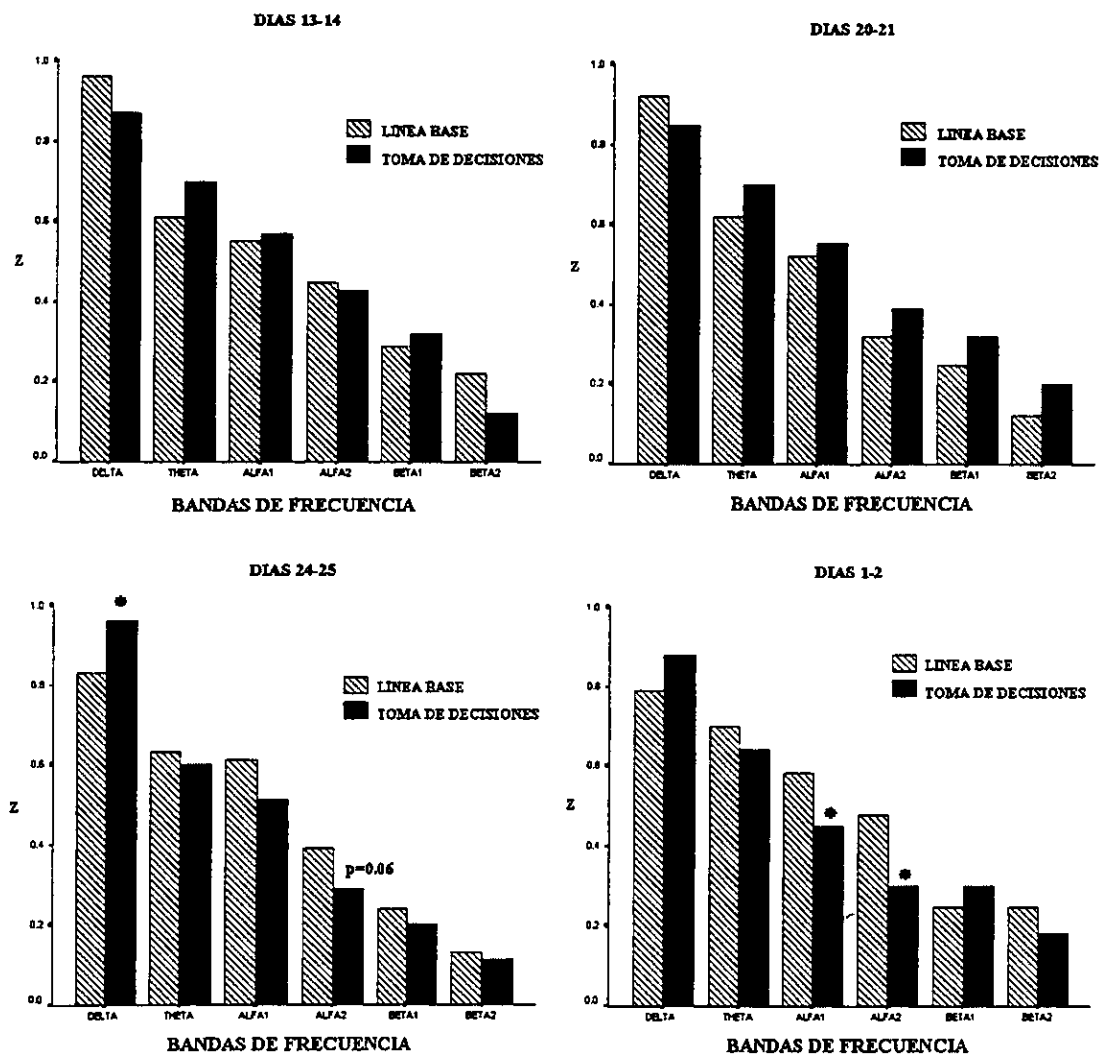 DIAS 13-14
1.0
0.8
0.6
0.4
0.2
0.0
Z
LINEA BASE
TOMA DE DECISIONES
DELTA THETA ALFA1 ALFA2 BETA1 BETA2
BANDAS DE FRECUENCIA
DIAS 20-21
1.0
0.8
0.6
0.4
0.2
0.0
Z
LINEA BASE
TOMA DE DECISIONES
DELTA THETA ALFA1 ALFA2 BETA1 BETA2
BANDAS DE FRECUENCIA
DIAS 24-25
*
1.0
0.8
0.6
0.4
0.2
0.0
Z
LINEA BASE
TOMA DE DECISIONES
p=0.06
DELTA THETA ALFA1 ALFA2 BETA1 BETA2
BANDAS DE FRECUENCIA
DIAS 1-2
1.0
0.8
0.6
0.4
0.2
0.0
Z
LINEA BASE
TOMA DE DECISIONES
*
*
DELTA THETA ALFA1 ALFA2 BETA1 BETA2
BANDAS DE FRECUENCIA